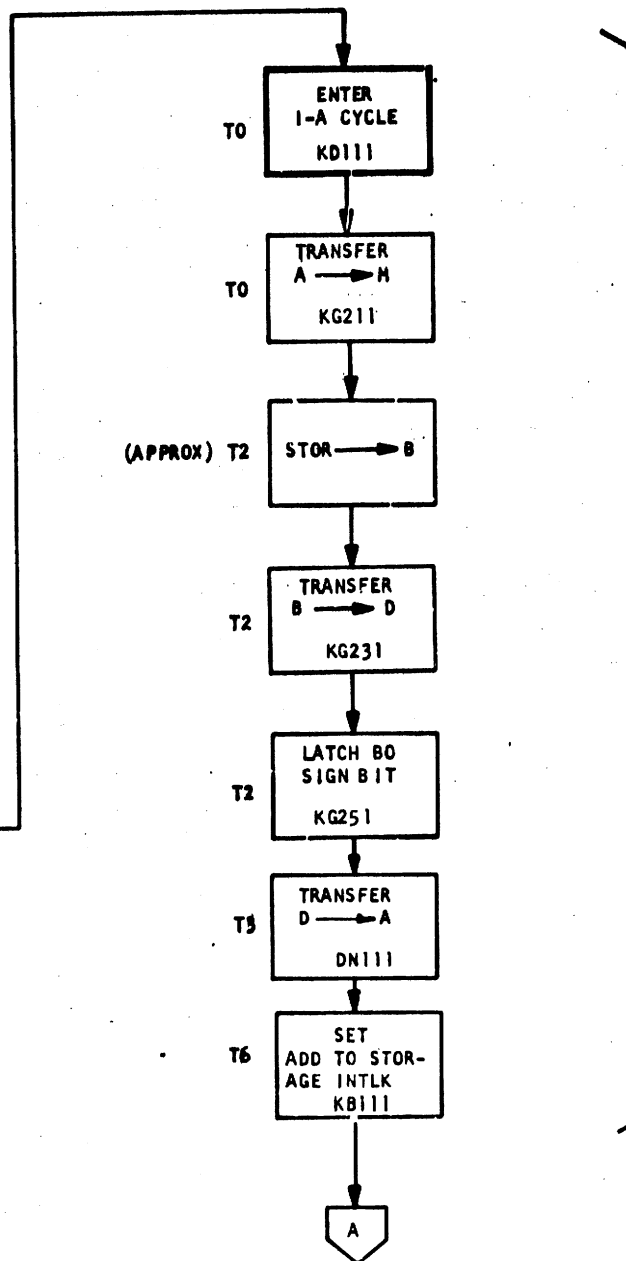 ENTER
I-A CYCLE
KD111
T0
TRANSFER
A → M
KG211
T0
(APPROX) T2
STOR → B
TRANSFER
B → D
KG231
T2
LATCH B0
SIGN BIT
KG251
T2
TRANSFER
D → A
DN111
T5
SET
ADD TO STOR-
AGE INTLK
KB111
T6
A